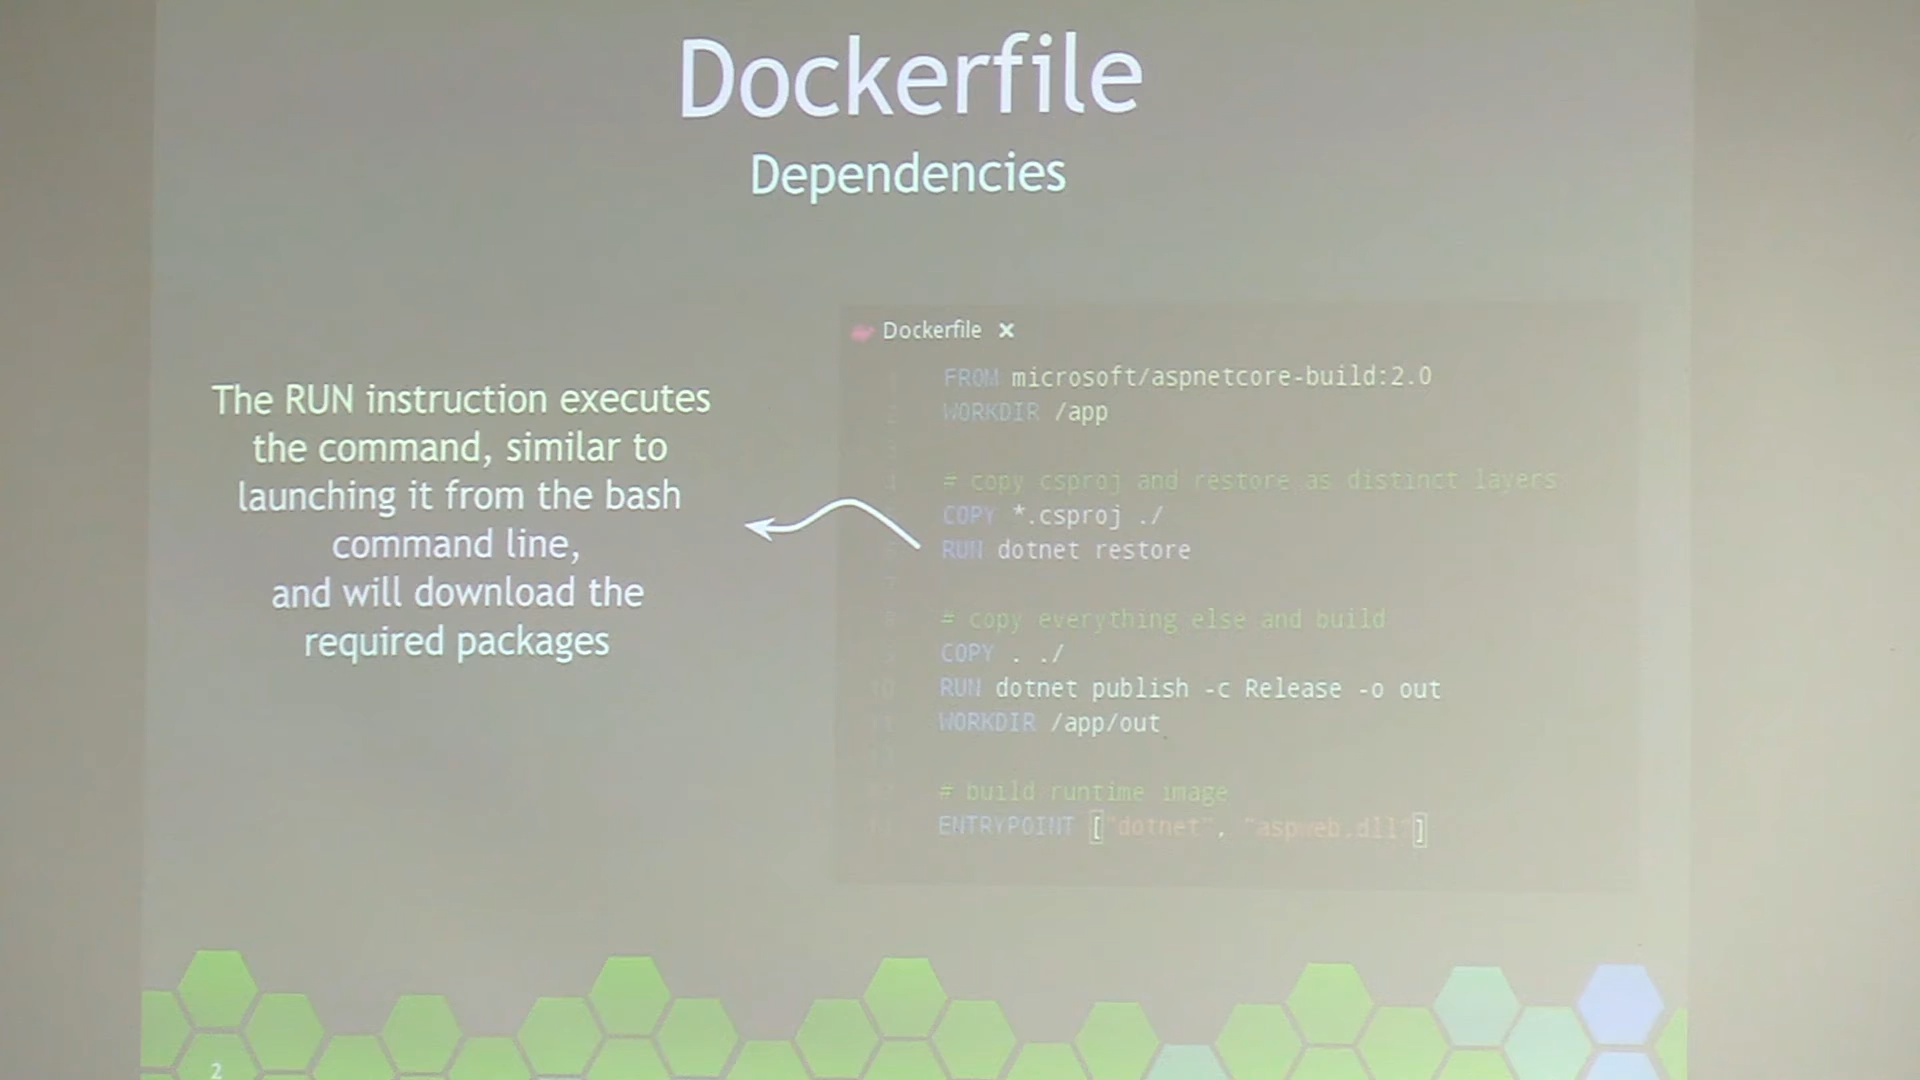 Dockerfile
Dependencies
The RUN instruction executes
the command, similar to
launching it from the bash
command line,
and will download the
required packages
Dockerfile ×
FROM microsoft/aspnetcore-build:2.0
WORKDIR /app
# copy csproj and restore as distinct layers
COPY *.csproj ./
RUN dotnet restore
# copy everything else and build
COPY . ./
RUN dotnet publish -c Release -o out
WORKDIR /app/out
# build runtime image
ENTRYPOINT ["dotnet", "aspweb.dll"]
2